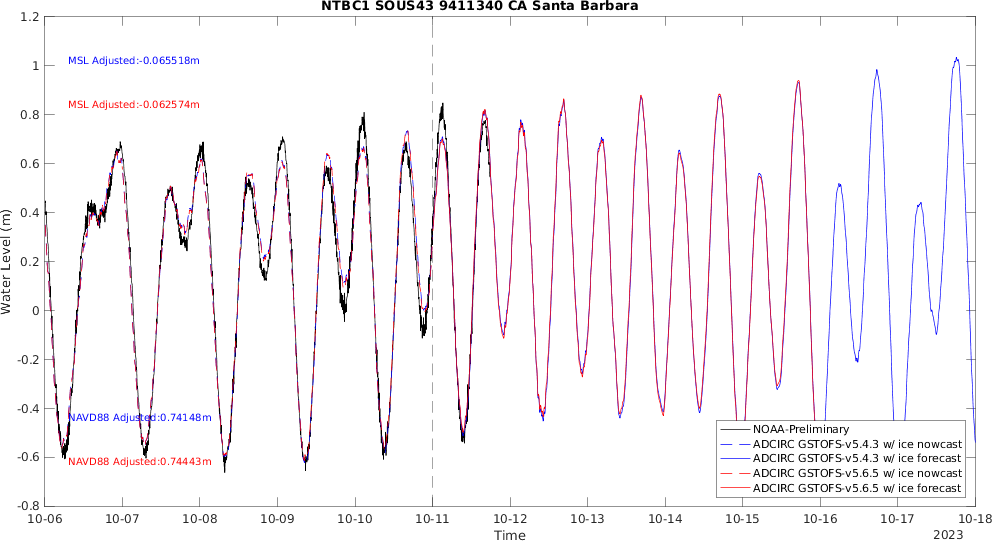 NTBC1 SOUS43 9411340 CA Santa Barbara
1.2
1
0.8
0.6
0.4
0.2
0
-0.2
-0.4
-0.6
-0.8
Water Level (m)
MSL Adjusted:-0.065518m
MSL Adjusted:-0.062574m
NAVD88 Adjusted:0.74148m
NAVD88 Adjusted:0.74443m
NOAA-Preliminary
ADCIRC GSTOFS-v5.4.3 w/ ice nowcast
ADCIRC GSTOFS-v5.4.3 w/ ice forecast
ADCIRC GSTOFS-v5.6.5 w/ ice nowcast
ADCIRC GSTOFS-v5.6.5 w/ ice forecast
10-06 10-07 10-08 10-09 10-10 10-11 10-12 10-13 10-14 10-15 10-16 10-17 10-18
Time
2023